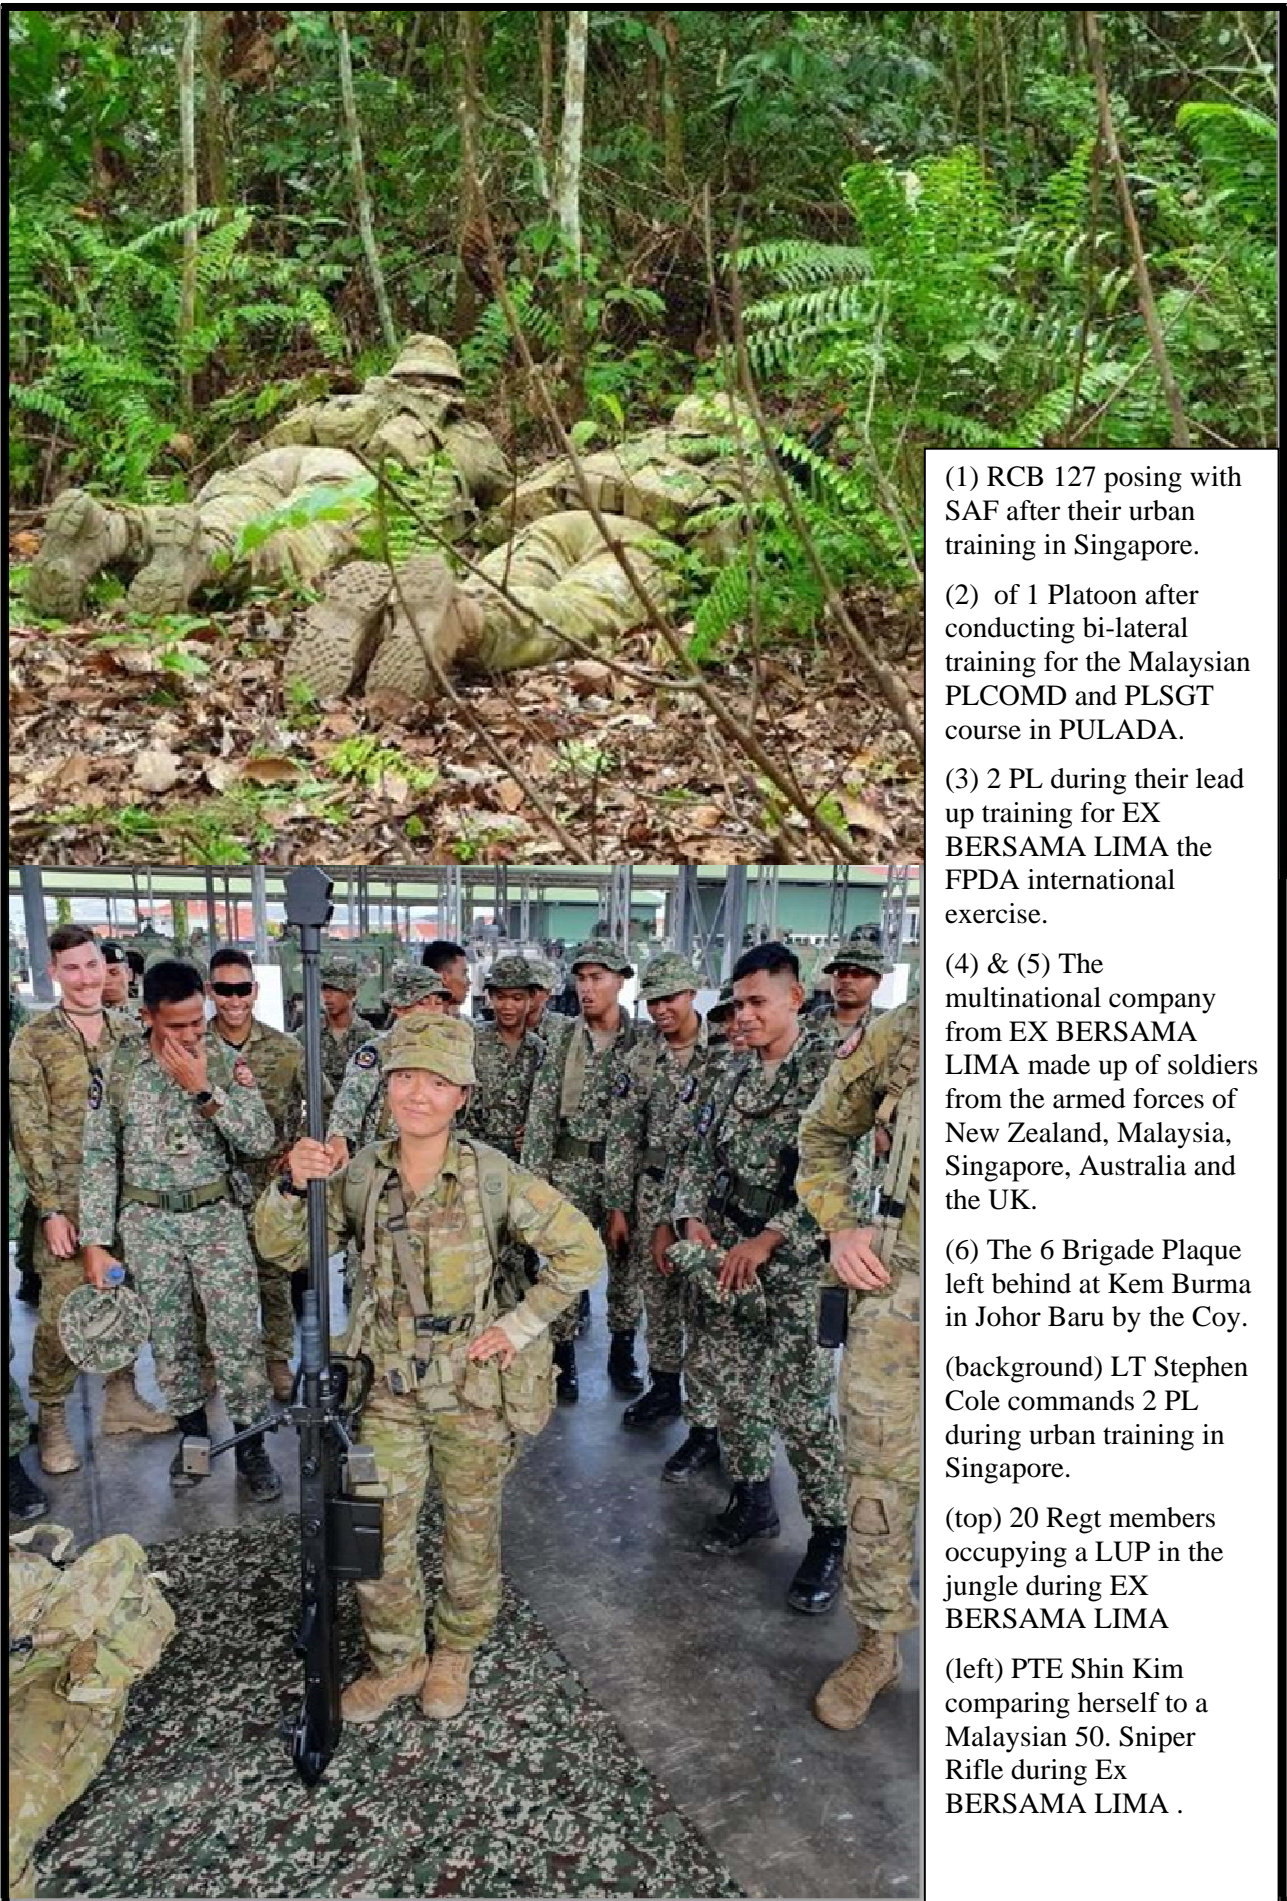 (1) RCB 127 posing with
SAF after their urban
training in Singapore.
(2)  of 1 Platoon after
conducting bi-lateral
training for the Malaysian
PLCOMD and PLSGT
course in PULADA.
(3) 2 PL during their lead
up training for EX
BERSAMA LIMA the
FPDA international
exercise.
(4) & (5) The
multinational company
from EX BERSAMA
LIMA made up of soldiers
from the armed forces of
New Zealand, Malaysia,
Singapore, Australia and
the UK.
(6) The 6 Brigade Plaque
left behind at Kem Burma
in Johor Baru by the Coy.
(background) LT Stephen
Cole commands 2 PL
during urban training in
Singapore.
(top) 20 Regt members
occupying a LUP in the
jungle during EX
BERSAMA LIMA
(left) PTE Shin Kim
comparing herself to a
Malaysian 50. Sniper
Rifle during Ex
BERSAMA LIMA .